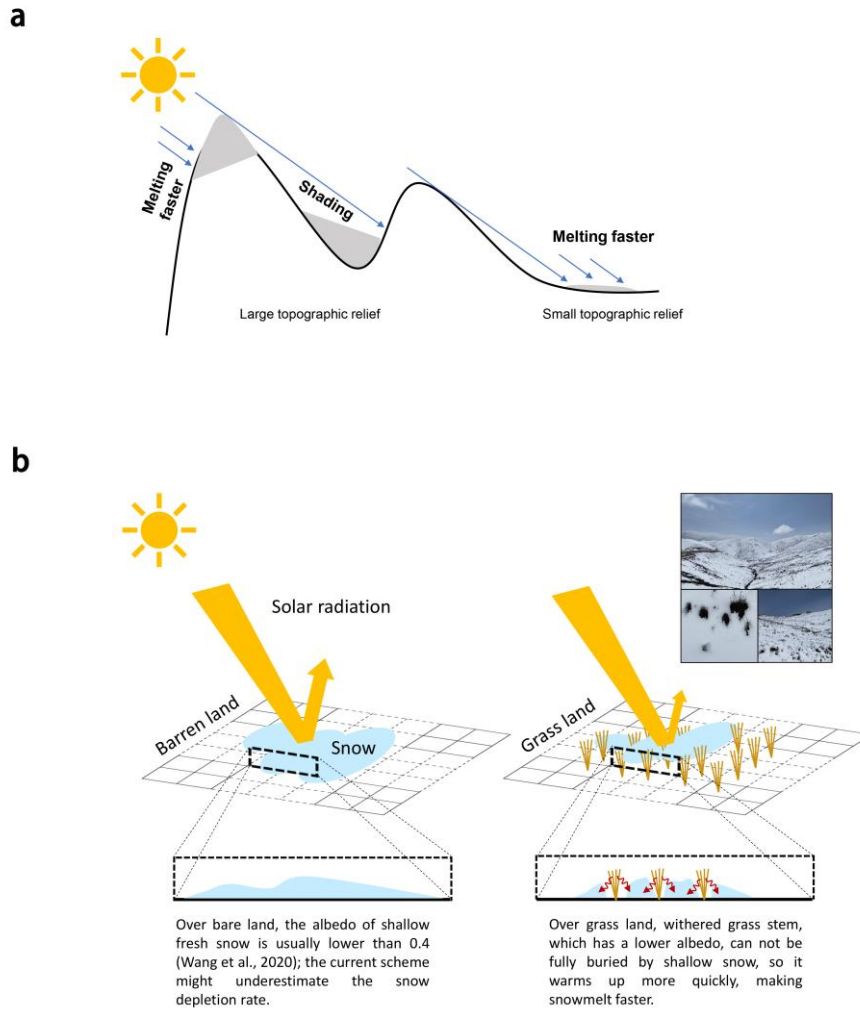 a
Melting
faster
Shading
Melting faster
Large topographic relief
Small topographic relief
b
Solar radiation
Barren land
Snow
Grass land
Over bare land, the albedo of shallow
fresh snow is usually lower than 0.4
(Wang et al., 2020); the current scheme
might underestimate the snow
depletion rate.
Over grass land, withered grass stem,
which has a lower albedo, can not be
fully buried by shallow snow, so it
warms up more quickly, making
snowmelt faster.